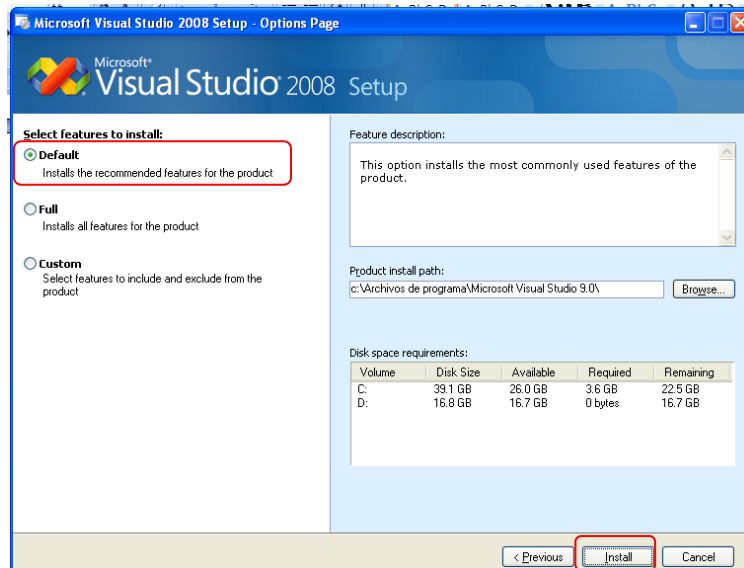 Microsoft Visual Studio 2008 Setup - Options Page
Microsoft®
Visual Studio® 2008 Setup
Select features to install:
Default
Installs the recommended features for the product
Full
Installs all features for the product
Custom
Select features to include and exclude from the
product
Feature description:
This option installs the most commonly used features of the
product.
Product install path:
c:\Archivos de programa\Microsoft Visual Studio 9.0\
Browse...
Disk space requirements:
Volume Disk Size Available Required Remaining
C: 39.1 GB 26.0 GB 3.6 GB 22.5 GB
D: 16.8 GB 16.7 GB 0 bytes 16.7 GB
< Previous Install Cancel